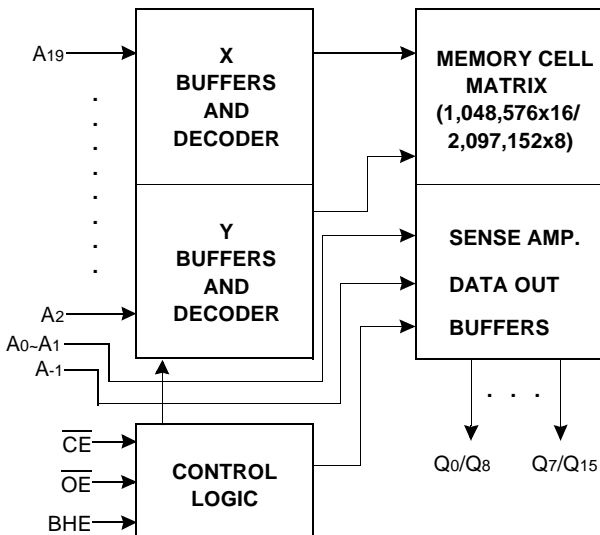 A19
X
BUFFERS
AND
DECODER
MEMORY CELL
MATRIX
(1,048,576x16/
2,097,152x8)
Y
BUFFERS
AND
DECODER
SENSE AMP.
DATA OUT
BUFFERS
A2
A0~A1
A-1
CE
OE
BHE
CONTROL
LOGIC
Q0/Q8
Q7/Q15